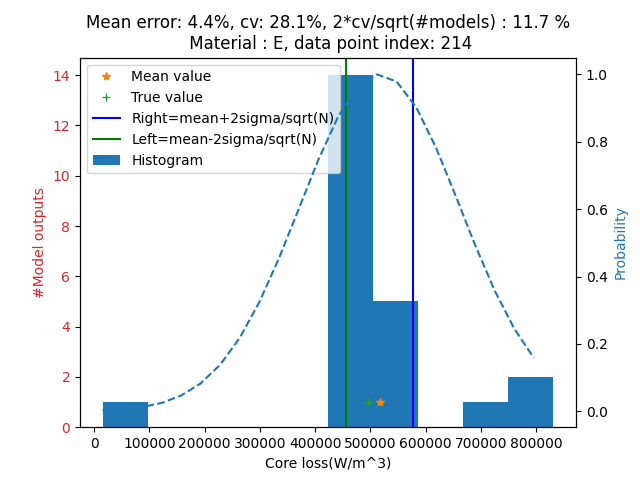 Mean error: 4.4%, cv: 28.1%, 2*cv/sqrt(#models) : 11.7 %
Material : E, data point index: 214
Mean value
True value
Right=mean+2sigma/sqrt(N)
Left=mean-2sigma/sqrt(N)
Histogram
14
12
10
8
6
4
2
0
#Model outputs
1.0
0.8
0.6
0.4
0.2
0.0
Probability
0 100000 200000 300000 400000 500000 600000 700000 800000
Core loss(W/m^3)